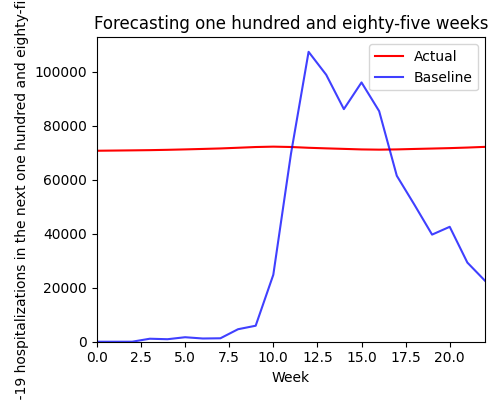 Forecasting one hundred and eighty-five weeks
-19 hospitalizations in the next one hundred and eighty-fi
100000
80000
60000
40000
20000
0
Actual
Baseline
0.0 2.5 5.0 7.5 10.0 12.5 15.0 17.5 20.0
Week